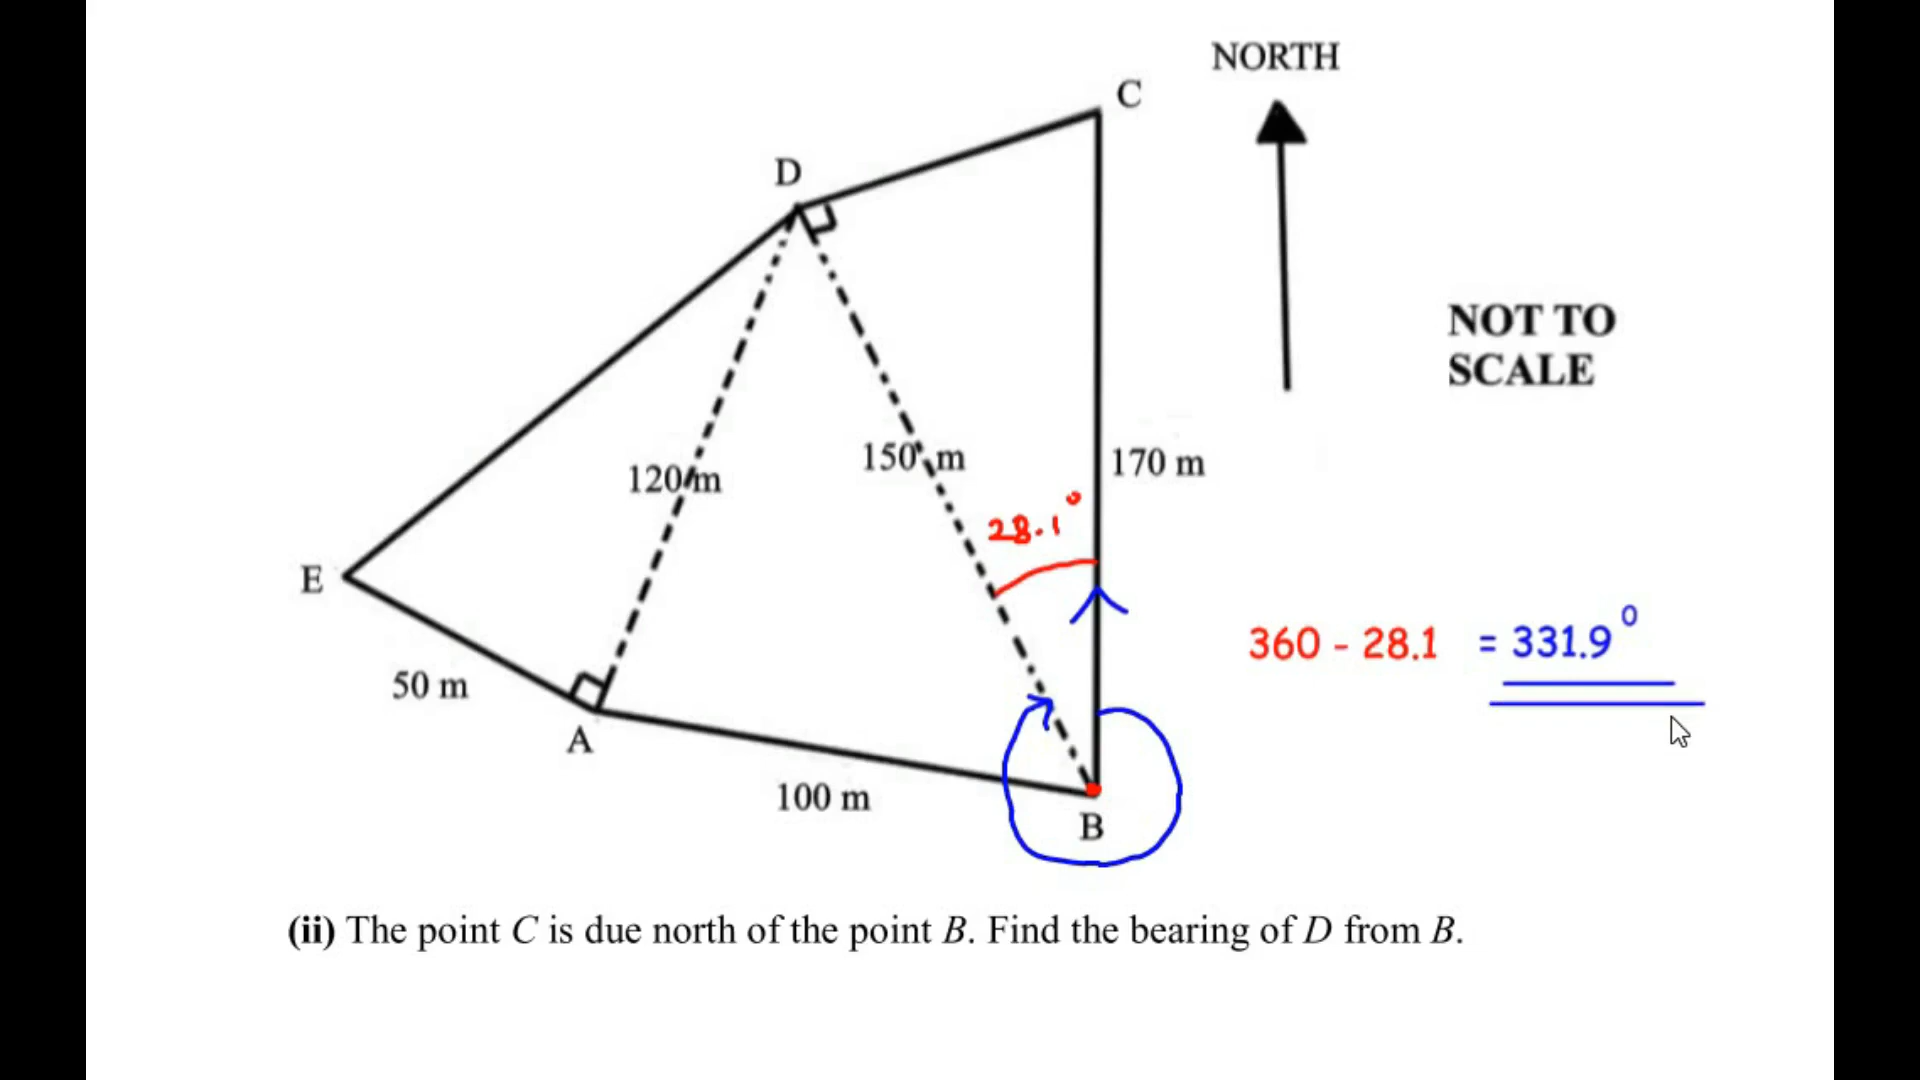 NORTH
C
D
NOT TO
SCALE
120 m
150 m
170 m
28.1°
E
360 - 28.1 = 331.9°
50 m
A
100 m
B
(ii) The point C is due north of the point B. Find the bearing of D from B.